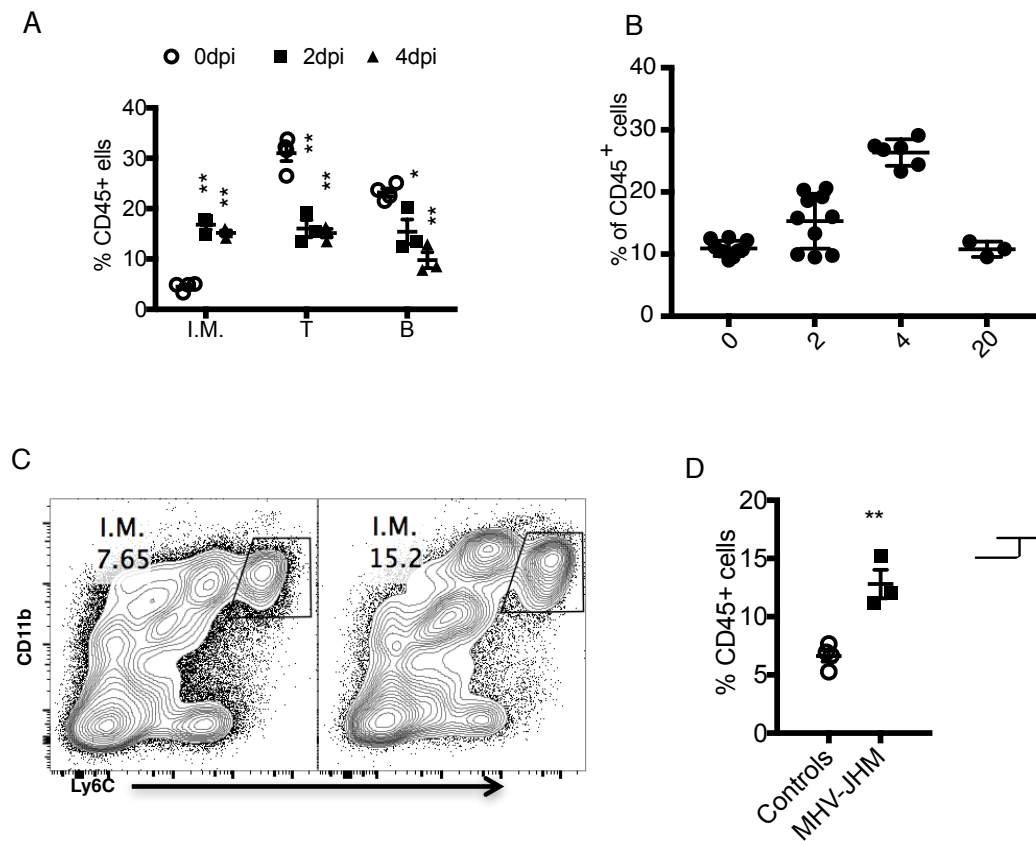 A
0dpi 2dpi 4dpi
% CD45+ ells
40
30
20
10
0
** ** ** ** * **
I.M. T B
B
% of CD45+ cells
40
30
20
10
0
0 2 4 20
C
I.M.
7.65
I.M.
15.2
CD11b
Ly6C
D
% CD45+ cells
20
15
10
5
0
**
Controls
MHV-JHM